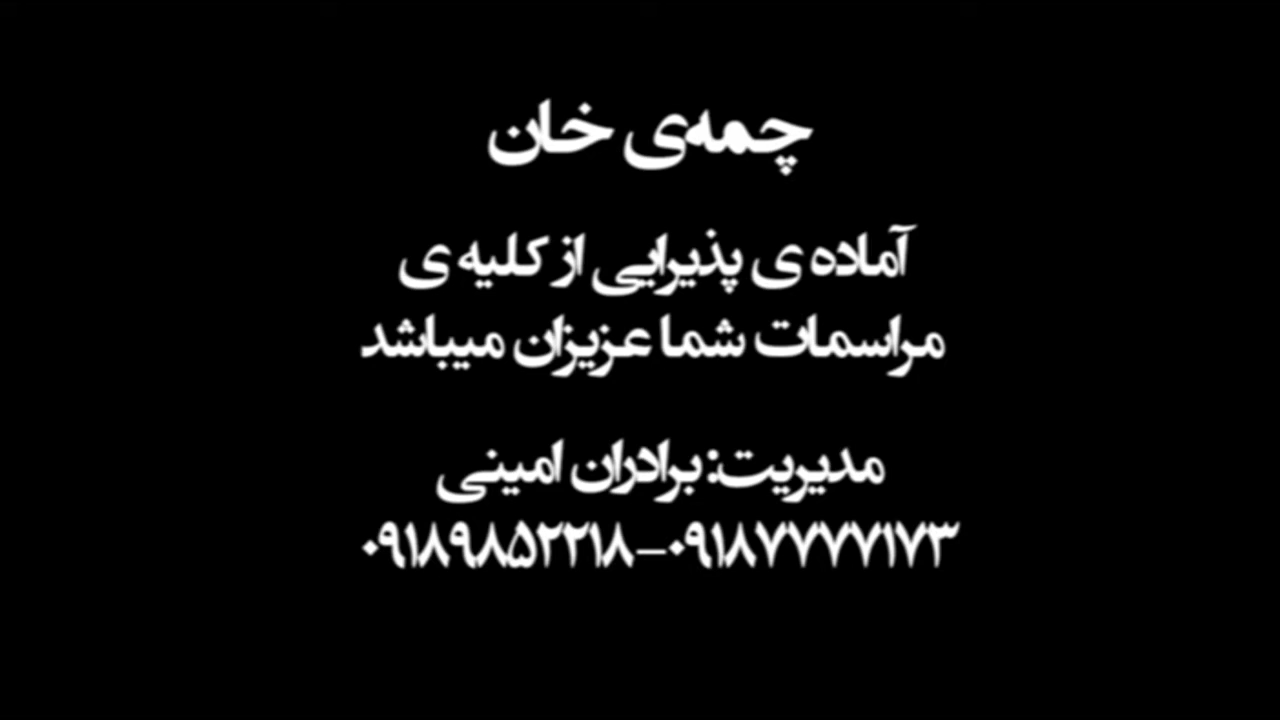 چمه‌ی خان
آماده ی پذیرایی از کلیه ی
مراسمات شما عزیزان میباشد
مدیریت: برادران امینی
۰۹۱۸۹۸۵۲۲۱۸-۰۹۱۸۷۷۷۷۱۷۳